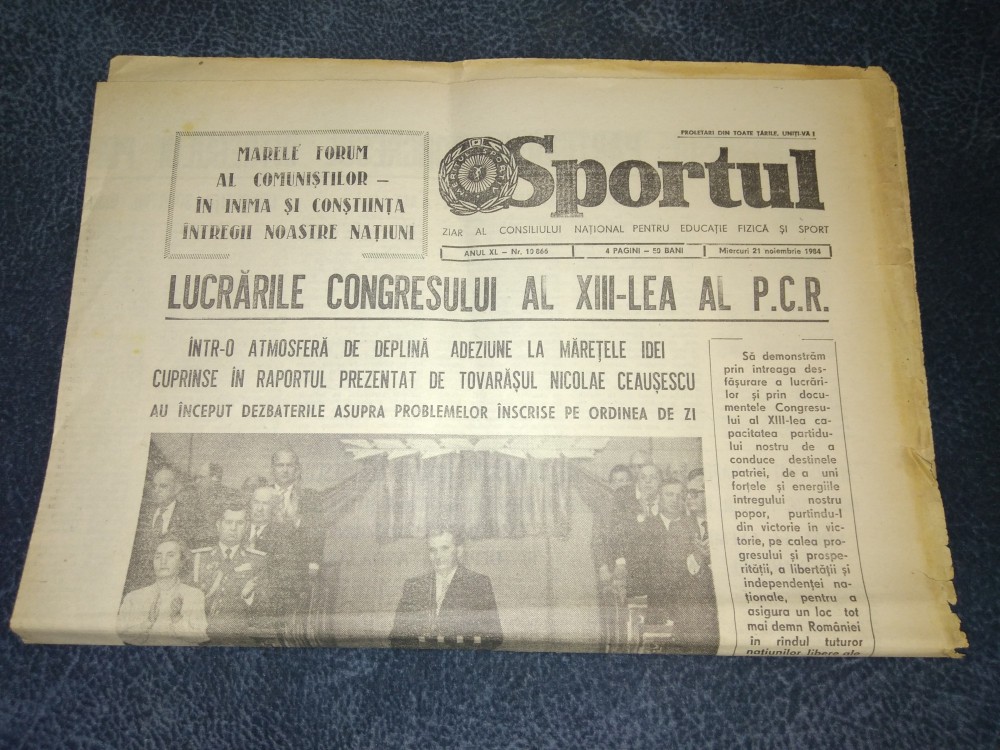 PROLETARI DIN TOATE ȚĂRILE, UNIȚI-VĂ !
MARELE FORUM
AL COMUNIȘTILOR —
ÎN INIMA ȘI CONȘTIINȚA
ÎNTREGII NOASTRE NAȚIUNI
MERITUL SPORTIV
Sportul
ZIAR AL CONSILIULUI NAȚIONAL PENTRU EDUCAȚIE FIZICĂ ȘI SPORT
ANUL XL — Nr. 10 866
4 PAGINI — 50 BANI
Miercuri 21 noiembrie 1984
LUCRĂRILE CONGRESULUI AL XIII-LEA AL P.C.R.
ÎNTR-O ATMOSFERĂ DE DEPLINĂ ADEZIUNE LA MĂREȚELE IDEI
CUPRINSE ÎN RAPORTUL PREZENTAT DE TOVARĂȘUL NICOLAE CEAUȘESCU
AU ÎNCEPUT DEZBATERILE ASUPRA PROBLEMELOR ÎNSCRISE PE ORDINEA DE ZI
Să demonstrăm
prin întreaga des-
fășurare a lucrări-
lor și prin docu-
mentele Congresu-
lui al XIII-lea ca-
pacitatea partidu-
lui nostru de a
conduce destinele
patriei, de a uni
forțele și energiile
întregului nostru
popor, purtîndu-l
din victorie în vic-
torie, pe calea pro-
gresului și prospe-
rității, a libertății și
independenței na-
ționale, pentru a
asigura un loc tot
mai demn României
în rîndul tuturor
națiunilor libere ale